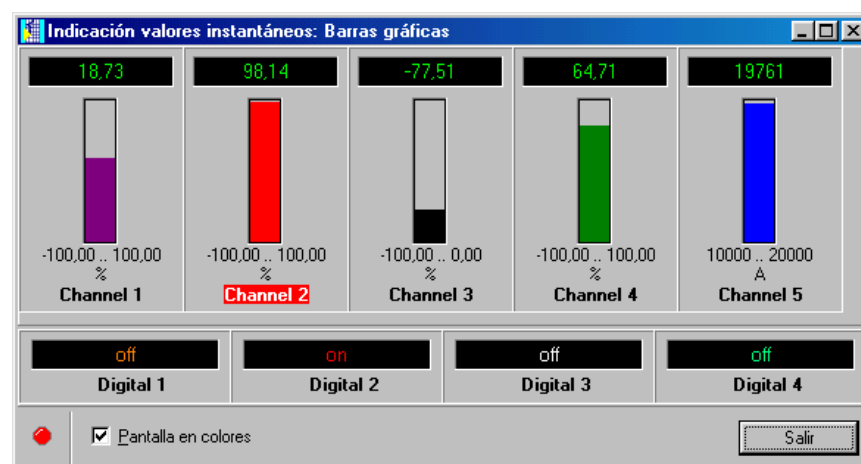 Indicación valores instantáneos: Barras gráficas
18,73 98,14 -77,51 64,71 19761
-100,00 .. 100,00 -100,00 .. 100,00 -100,00 .. 0,00 -100,00 .. 100,00 10000 .. 20000
% % % % A
Channel 1 Channel 2 Channel 3 Channel 4 Channel 5
off on off off
Digital 1 Digital 2 Digital 3 Digital 4
Pantalla en colores Salir